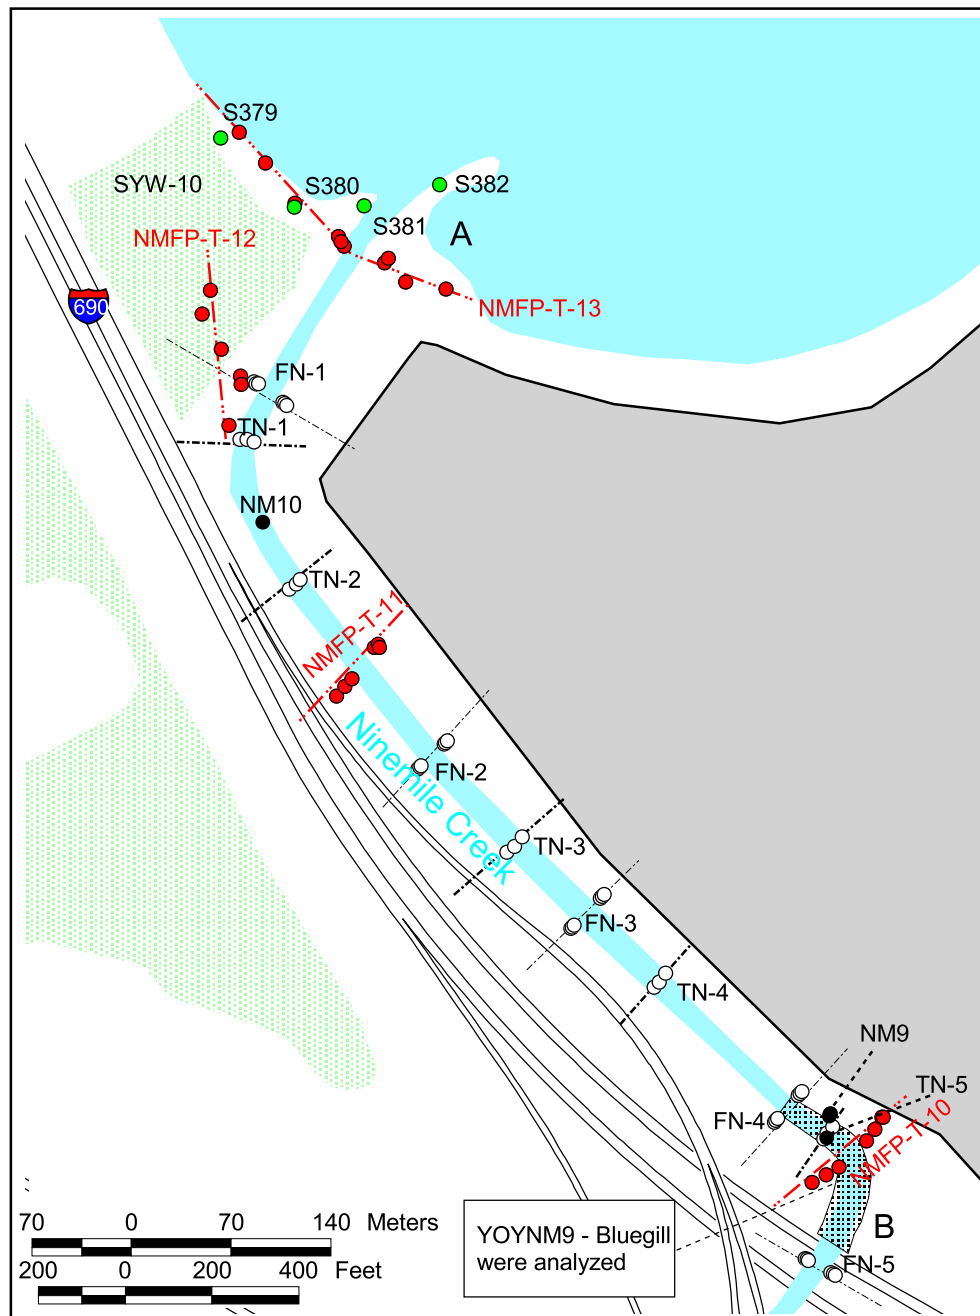 S379
SYW-10
S380
S382
S381
A
NMFP-T-12
690
NMFP-T-13
FN-1
TN-1
NM10
TN-2
NMFP-T-11
Ninemile Creek
FN-2
TN-3
FN-3
TN-4
NM9
TN-5
FN-4
NMFP-T-10
B
YOYNM9 - Bluegill
were analyzed
FN-5
70 0 70 140 Meters
200 0 200 400 Feet